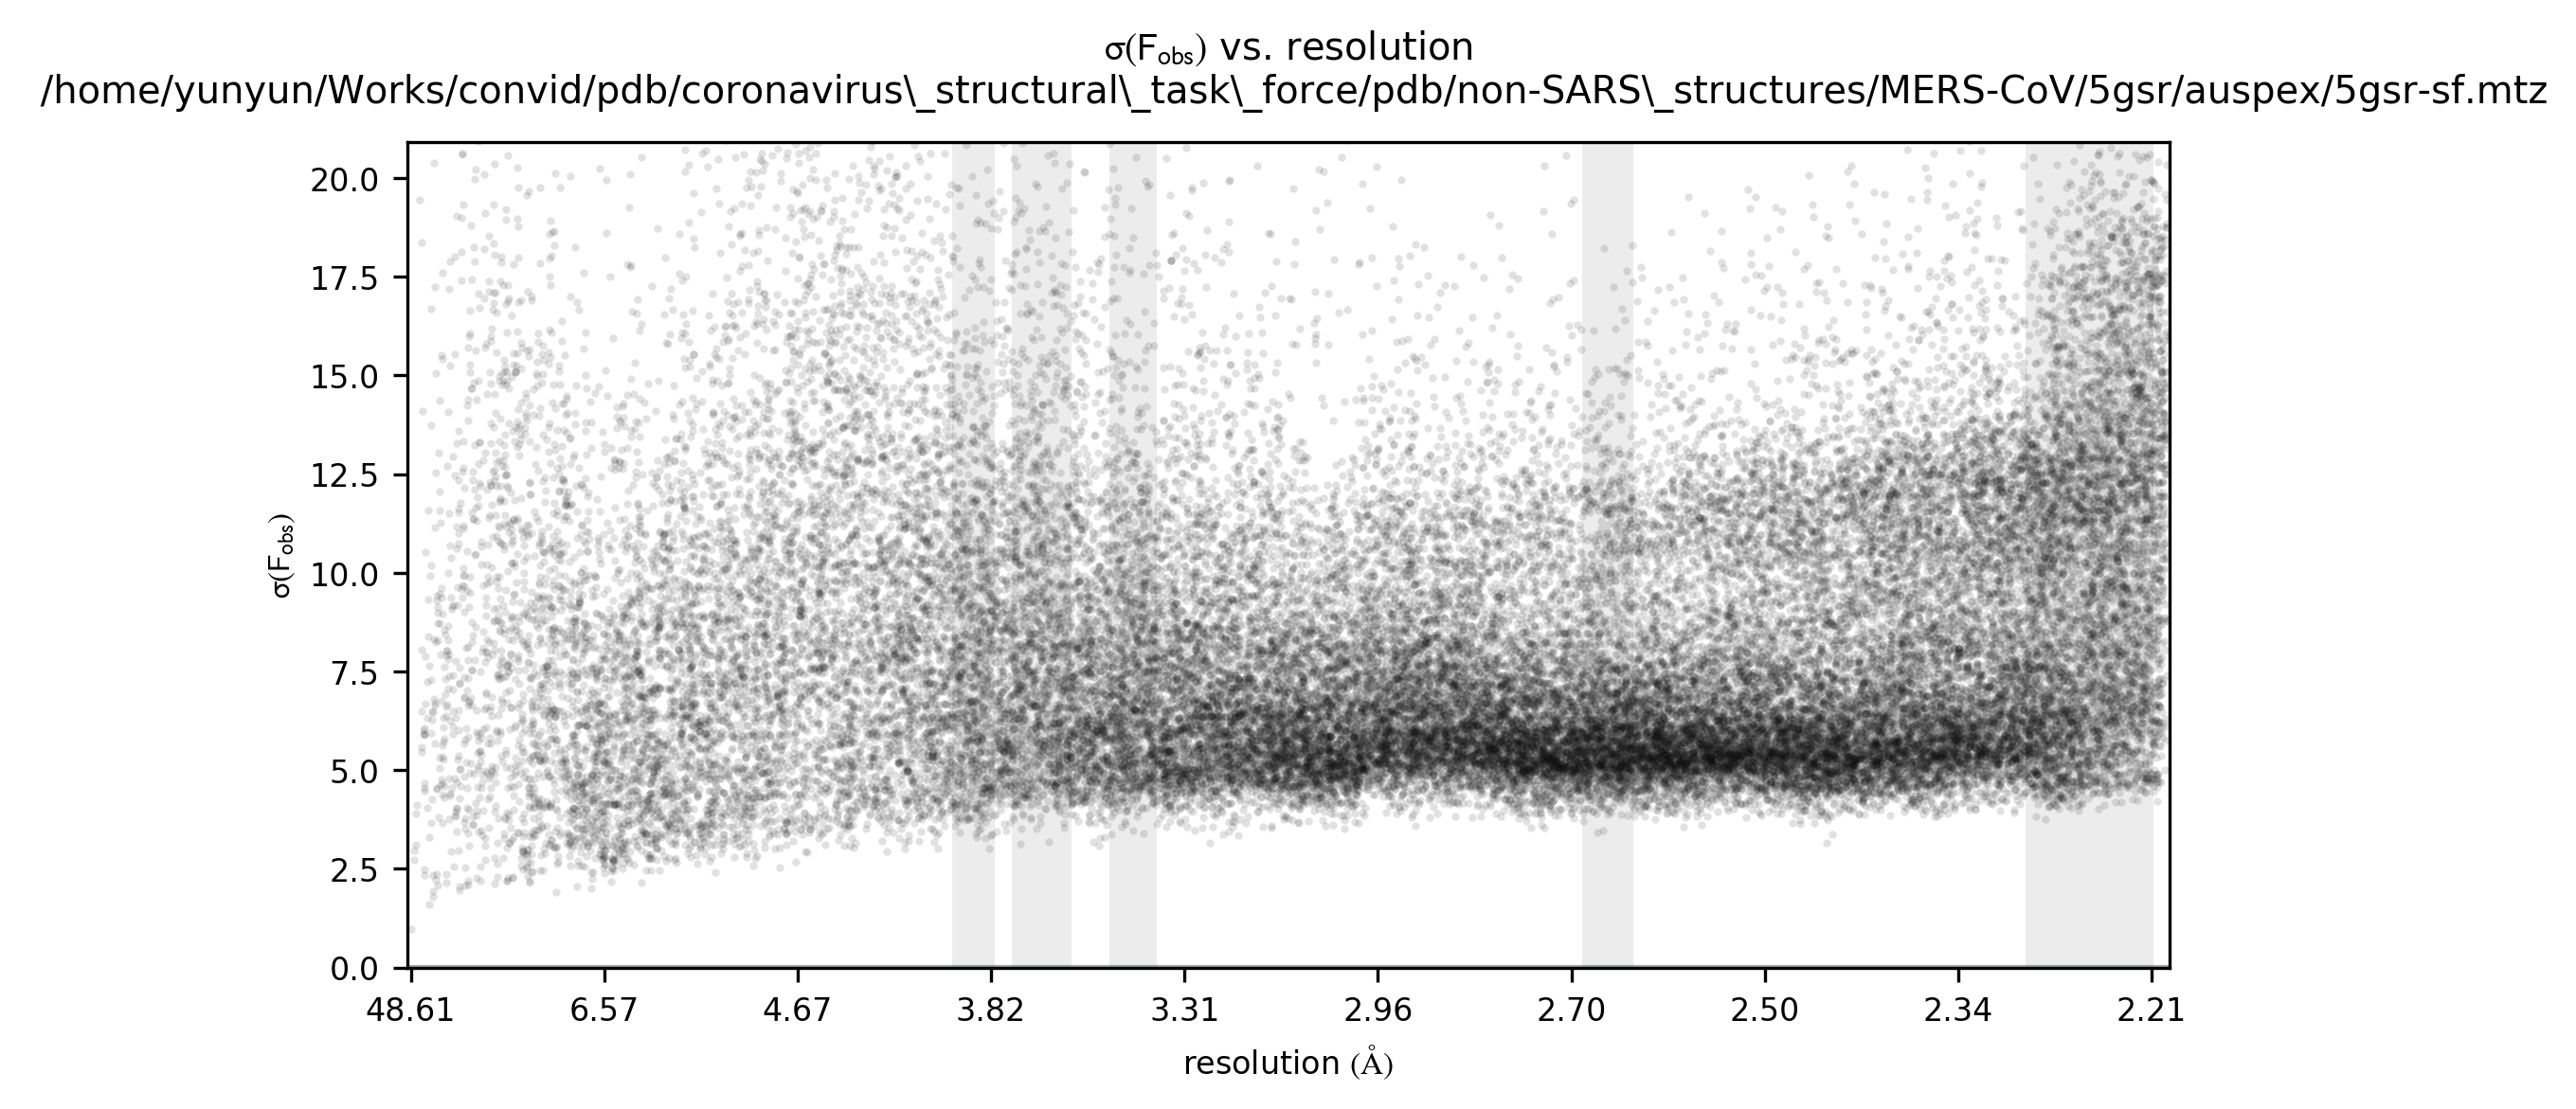 σ(Fobs) vs. resolution
/home/yunyun/Works/convid/pdb/coronavirus\_structural\_task\_force/pdb/non-SARS\_structures/MERS-CoV/5gsr/auspex/5gsr-sf.mtz
20.0
17.5
15.0
12.5
10.0
7.5
5.0
2.5
0.0
σ(Fobs)
48.61 6.57 4.67 3.82 3.31 2.96 2.70 2.50 2.34 2.21
resolution (Å)